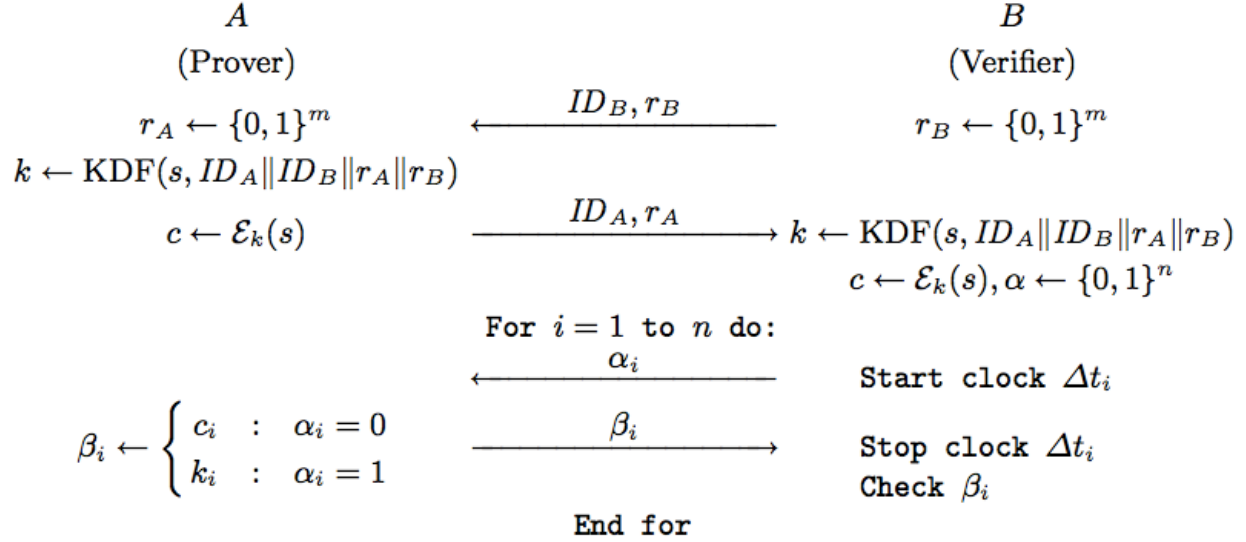 A B
(Prover) (Verifier)
ID_B, r_B
r_A ← {0, 1}^m r_B ← {0, 1}^m
k ← KDF(s, ID_A‖ID_B‖r_A‖r_B)
ID_A, r_A
c ← ℰ_k(s) k ← KDF(s, ID_A‖ID_B‖r_A‖r_B)
c ← ℰ_k(s), α ← {0, 1}^n
For i = 1 to n do:
α_i
Start clock Δt_i
β_i ← { c_i : α_i = 0
k_i : α_i = 1
β_i
Stop clock Δt_i
Check β_i
End for